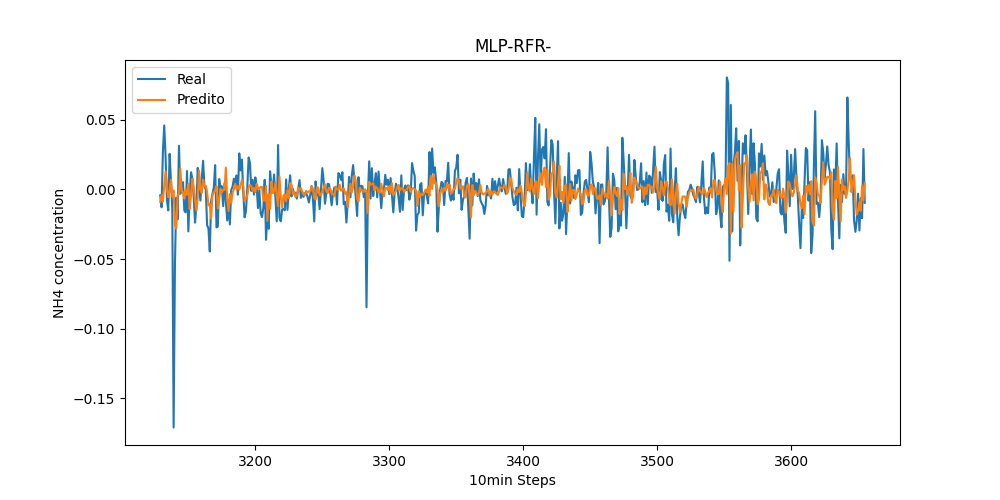 MLP-RFR-
Real
Predito
0.05
0.00
−0.05
−0.10
−0.15
NH4 concentration
3200
3300
3400
3500
3600
10min Steps